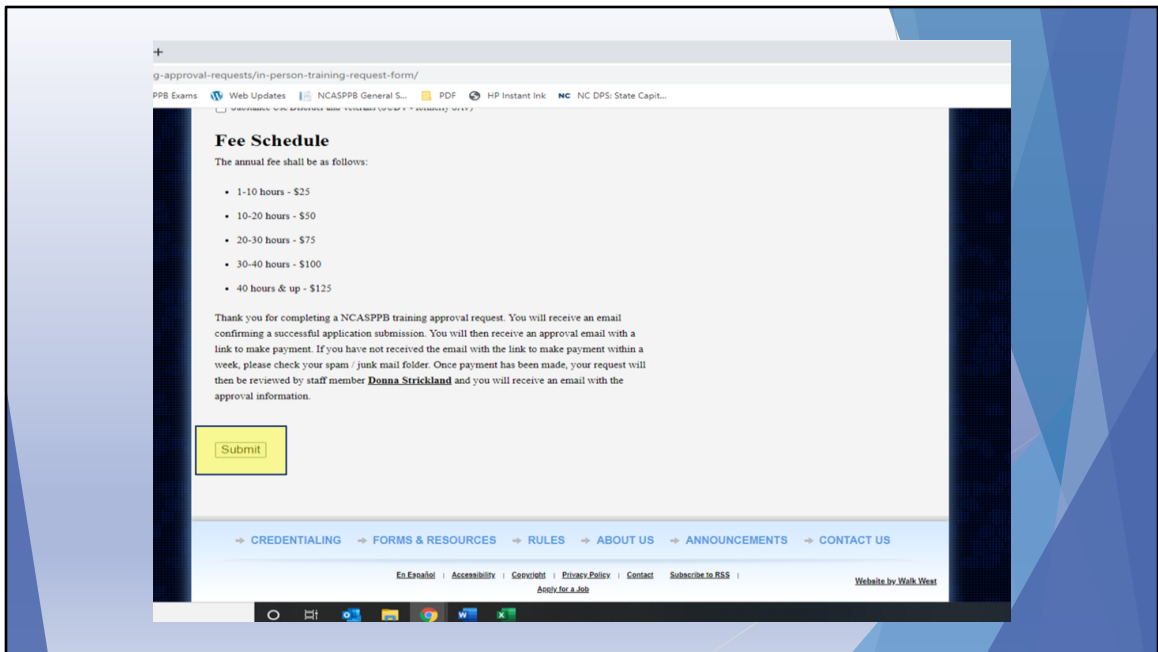 +
g-approval-requests/in-person-training-request-form/
PPB Exams Web Updates NCASPPB General S... PDF HP Instant Ink NC NC DPS: State Capit...
Fee Schedule
The annual fee shall be as follows:
• 1-10 hours - $25
• 10-20 hours - $50
• 20-30 hours - $75
• 30-40 hours - $100
• 40 hours & up - $125
Thank you for completing a NCASPPB training approval request. You will receive an email
confirming a successful application submission. You will then receive an approval email with a
link to make payment. If you have not received the email with the link to make payment within a
week, please check your spam / junk mail folder. Once payment has been made, your request will
then be reviewed by staff member Donna Strickland and you will receive an email with the
approval information.
Submit
CREDENTIALING FORMS & RESOURCES RULES ABOUT US ANNOUNCEMENTS CONTACT US
En Español | Accessibility | Copyright | Privacy Policy | Contact Subscribe to RSS |
Apply for a Job
Website by Walk West